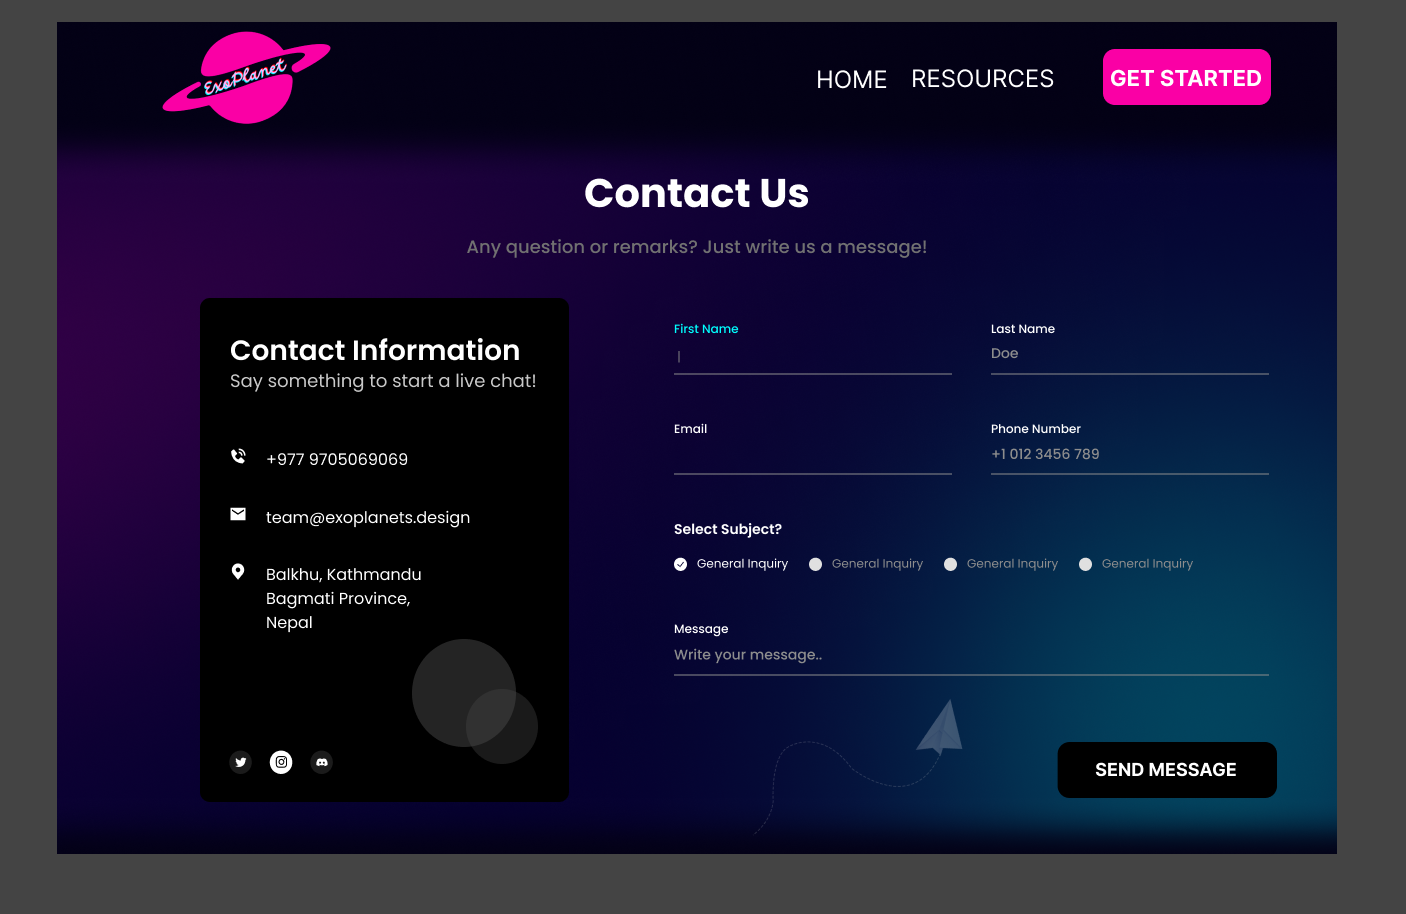 ExoPlanet
HOME RESOURCES GET STARTED
Contact Us
Any question or remarks? Just write us a message!
Contact Information
Say something to start a live chat!
+977 9705069069
team@exoplanets.design
Balkhu, Kathmandu
Bagmati Province,
Nepal
First Name
Last Name
Doe
Email
Phone Number
+1 012 3456 789
Select Subject?
General Inquiry General Inquiry General Inquiry General Inquiry
Message
Write your message..
SEND MESSAGE